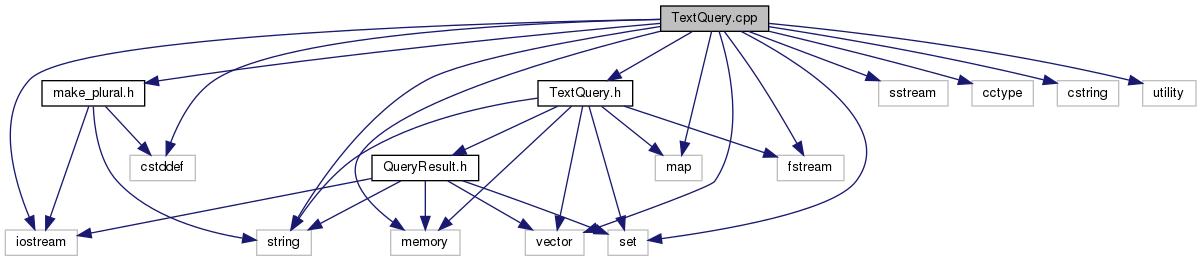 TextQuery.cpp
make_plural.h
TextQuery.h
sstream
cctype
cstring
utility
cstddef
QueryResult.h
map
fstream
iostream
string
memory
vector
set